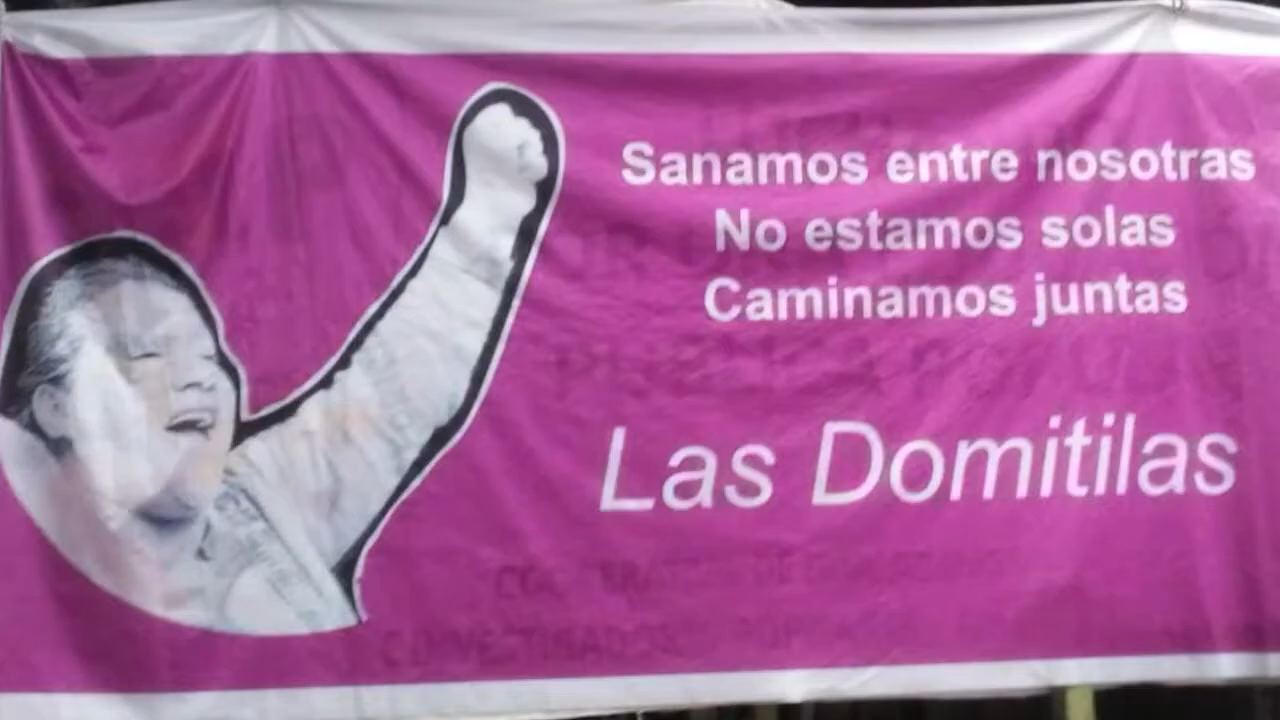 Sanamos entre nosotras
No estamos solas
Caminamos juntas
Las Domitilas